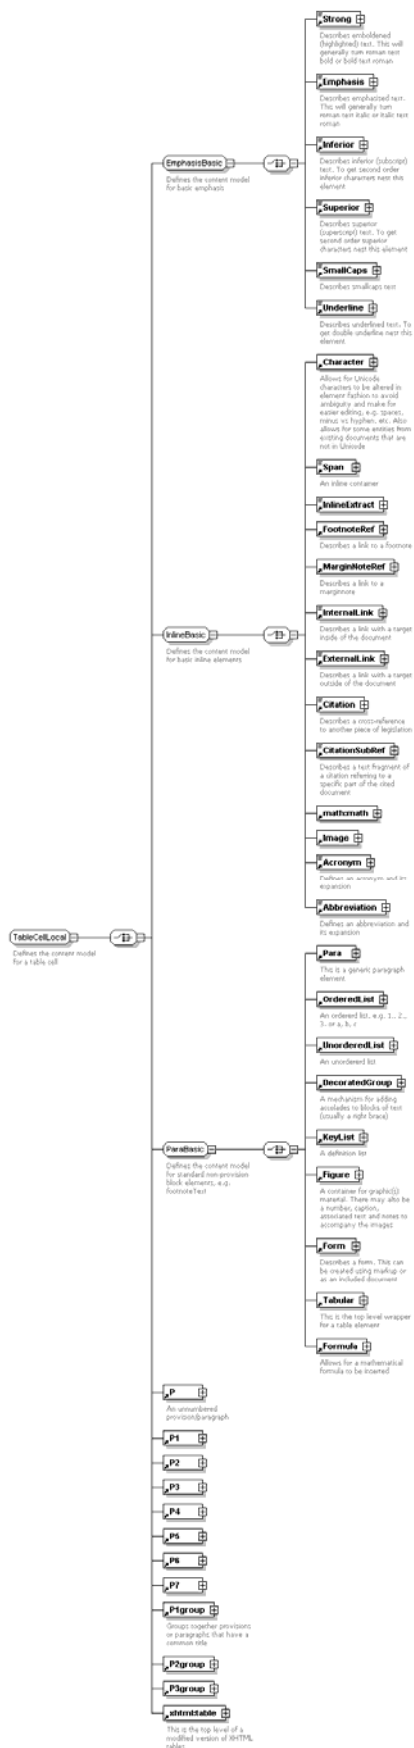 Strong
Describes emboldened
(highlighted) text. This will
generally turn roman text
bold or bold text roman
Emphasis
Describes emphasised text.
This will generally turn
roman text italic or italic text
roman
EmphasisBasic
Defines the content model
for basic emphasis
Inferior
Describes inferior (subscript)
text. To get second order
inferior characters nest this
element
Superior
Describes superior
(superscript) text. To get
second order superior
characters nest this element
SmallCaps
Describes smallcaps text
Underline
Describes underlined text. To
get double underline nest this
element
Character
Allows for Unicode
characters to be altered in
element fashion to avoid
ambiguity and make for
easier editing, e.g. spaces,
minus vs hyphen, etc. Also
allows for some entities from
existing documents that are
not in Unicode
Span
An inline container
InlineExtract
FootnoteRef
Describes a link to a footnote
MarginNoteRef
Describes a link to a
marginnote
InlineBasic
Defines the content model
for basic inline elements
InternalLink
Describes a link with a target
inside of the document
ExternalLink
Describes a link with a target
outside of the document
Citation
Describes a cross-reference
to another piece of legislation
CitationSubRef
Describes a text fragment of
a citation referring to a
specific part of the cited
document
math:math
Image
Acronym
Defines an acronym and its
expansion
Abbreviation
Defines an abbreviation and
its expansion
TableCellLocal
Defines the content model
for a table cell
Para
This is a generic paragraph
element
OrderedList
An ordererd list, e.g. 1., 2.,
3. or a, b, c
UnorderedList
An unordererd list
DecoratedGroup
A mechanism for adding
accolades to blocks of text
(usually a right brace)
ParaBasic
Defines the content model
for standard non-provision
block elements, e.g.
footnoteText
KeyList
A definition list
Figure
A container for graphic(s)
material. There may also be
a number, caption,
associated text and notes to
accompany the images
Form
Describes a form. This can
be created using markup or
as an included document
Tabular
This is the top level wrapper
for a table element
Formula
Allows for a mathematical
formula to be inserted
P
An unnumbered
provision/paragraph
P1
P2
P3
P4
P5
P6
P7
P1group
Groups together provisions
or paragraphs that have a
common title
P2group
P3group
xhtml:table
This is the top level of a
modified version of XHTML
tables